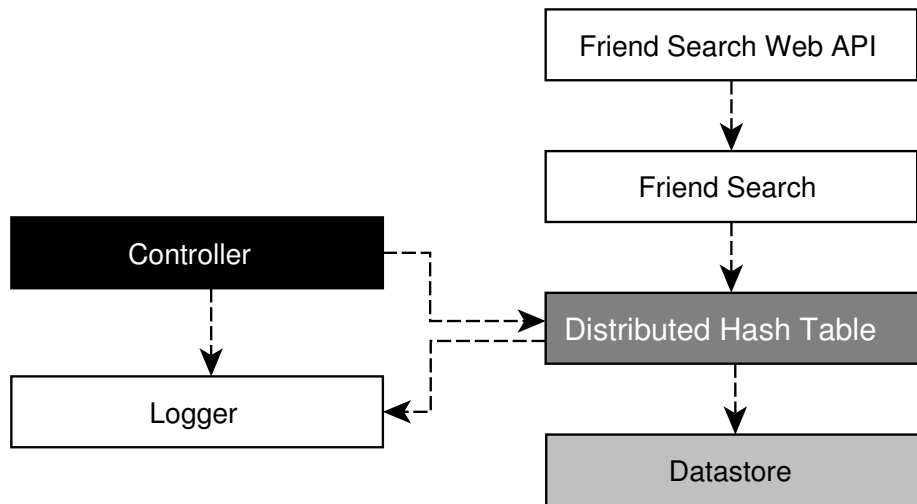 Friend Search Web API
Friend Search
Controller
Distributed Hash Table
Logger
Datastore